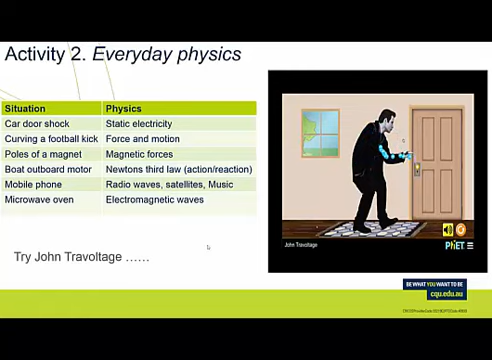 Activity 2. Everyday physics
Situation Physics
Car door shock Static electricity
Curving a football kick Force and motion
Poles of a magnet Magnetic forces
Boat outboard motor Newtons third law (action/reaction)
Mobile phone Radio waves, satellites, Music
Microwave oven Electromagnetic waves
Try John Travoltage ……
John Travoltage
PhET
BE WHAT YOU WANT TO BE
cqu.edu.au